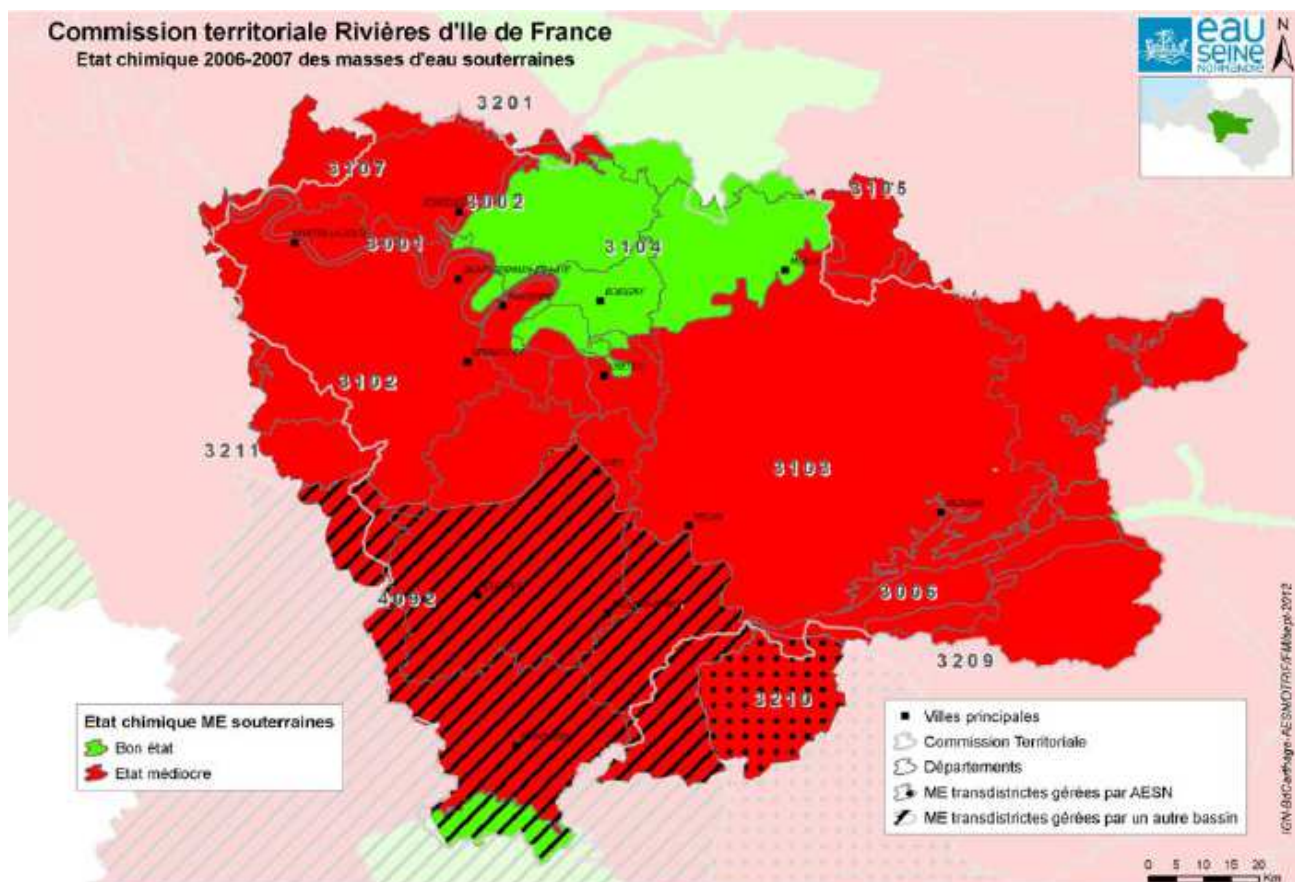 Commission territoriale Rivières d'Ile de France
Etat chimique 2006-2007 des masses d'eau souterraines
eau
SEINE
NORMANDIE
N
3201
3107
3105
3002
3001
3104
BOBIGNY
3102
3211
3103
4092
3006
3209
3210
Etat chimique ME souterraines
Bon état
Etat médiocre
Villes principales
Commission Territoriale
Départements
ME transdistrictes gérées par AESN
ME transdistrictes gérées par un autre bassin
0 5 10 15 20
Km